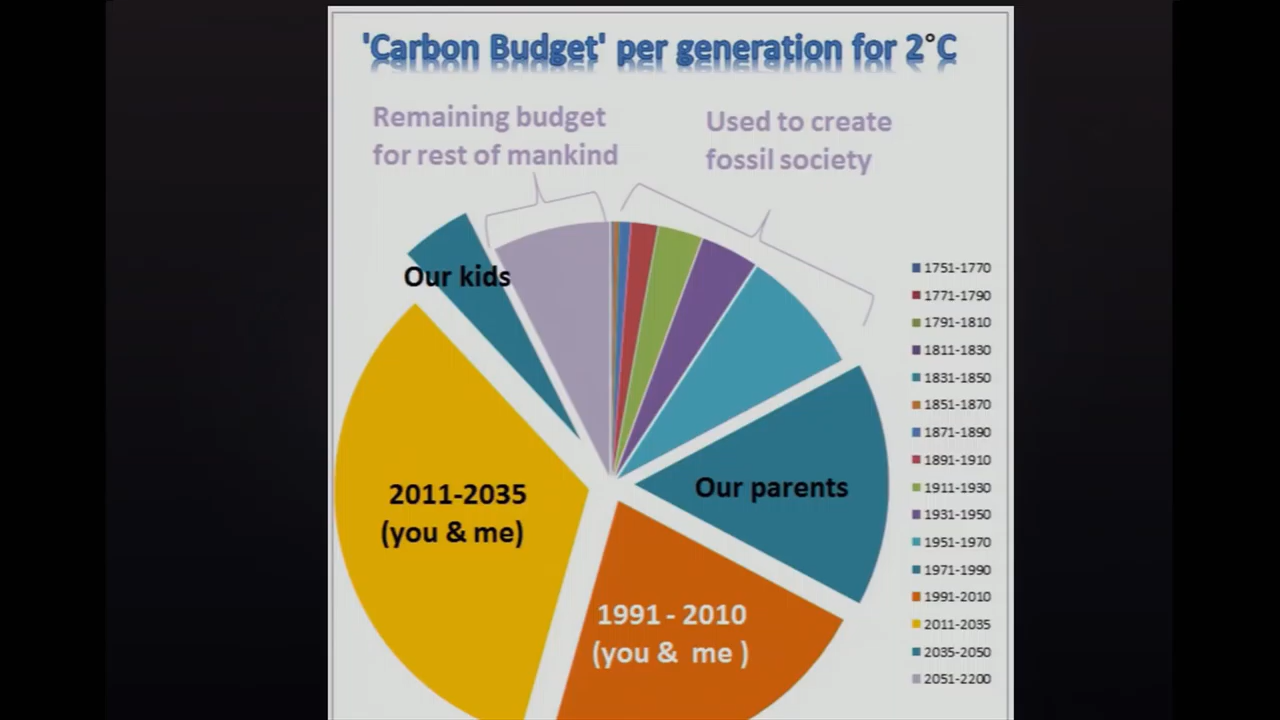 'Carbon Budget' per generation for 2°C
Remaining budget
for rest of mankind
Used to create
fossil society
Our kids
Our parents
2011-2035
(you & me)
1991 - 2010
(you & me )
1751-1770
1771-1790
1791-1810
1811-1830
1831-1850
1851-1870
1871-1890
1891-1910
1911-1930
1931-1950
1951-1970
1971-1990
1991-2010
2011-2035
2035-2050
2051-2200